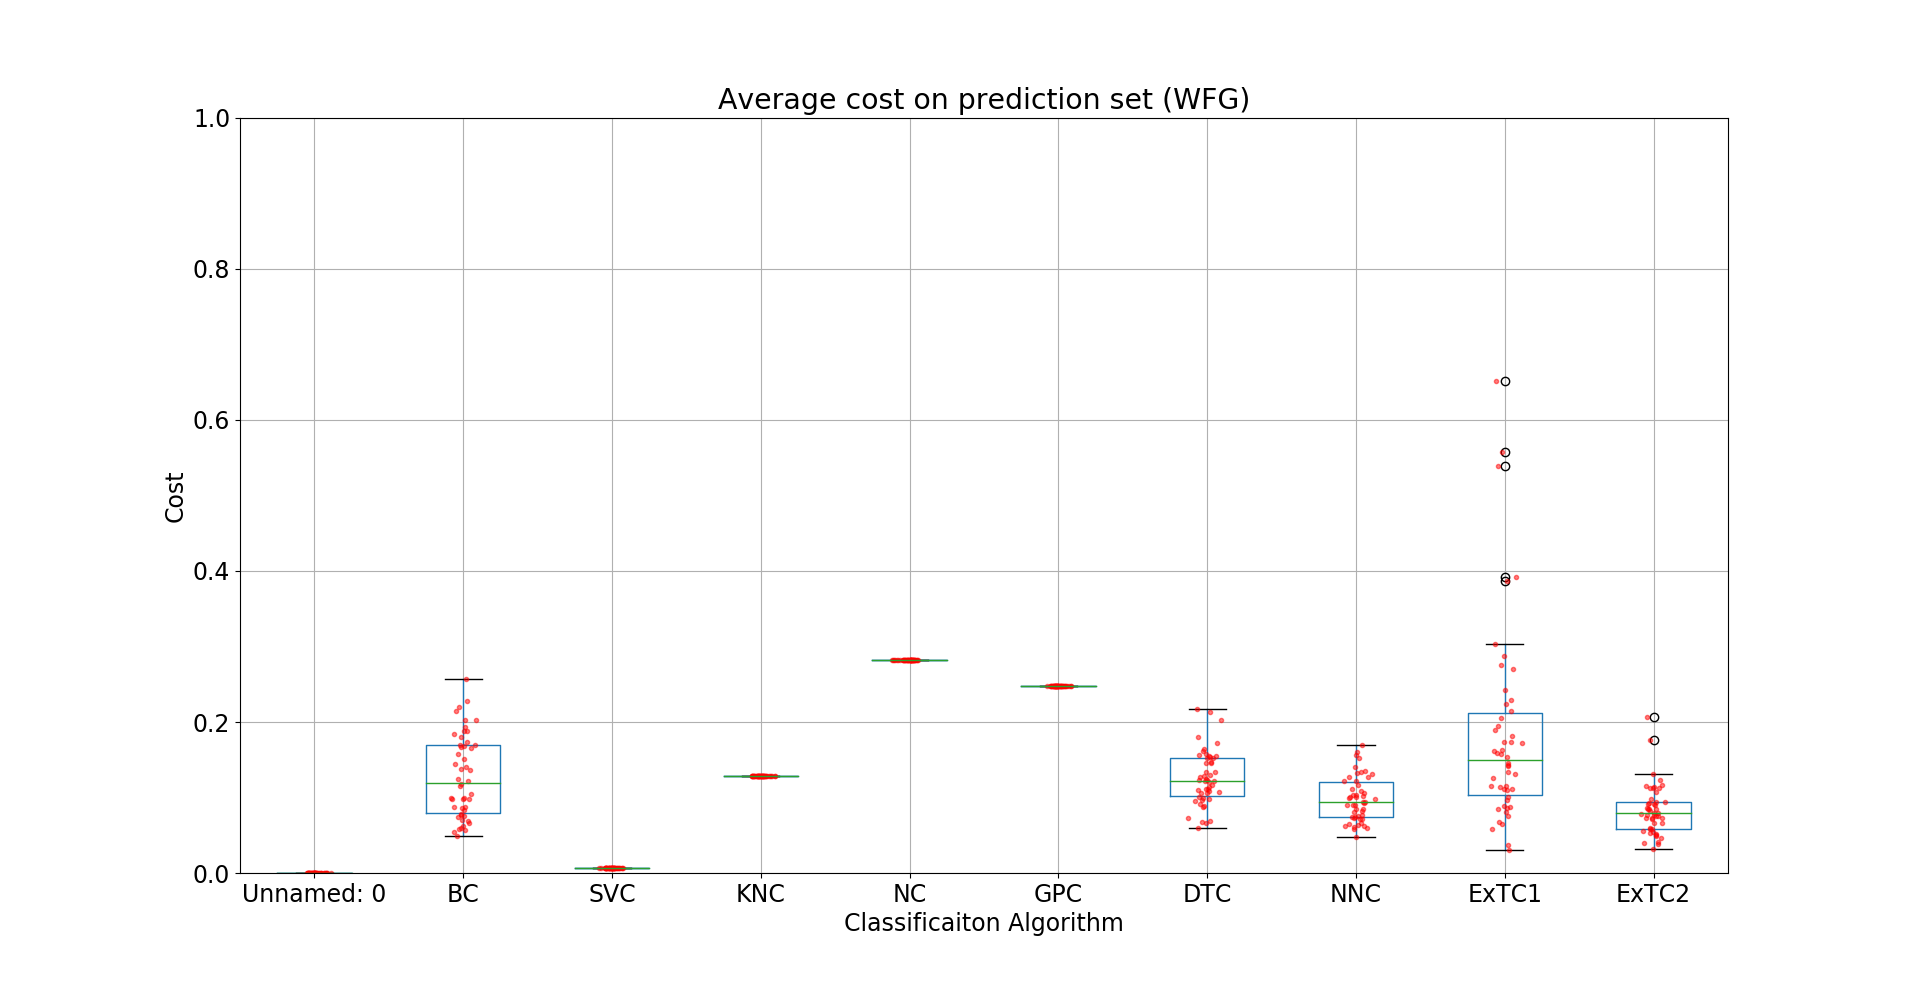 Average cost on prediction set (WFG)
1.0
0.8
0.6
0.4
0.2
0.0
Cost
Unnamed: 0 BC SVC KNC NC GPC DTC NNC ExTC1 ExTC2
Classificaiton Algorithm